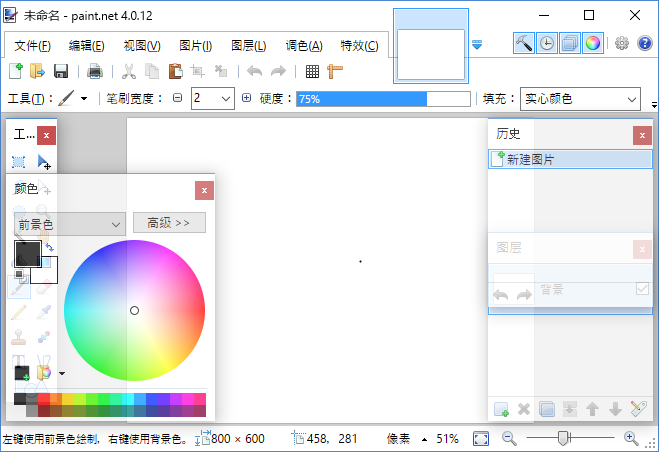 未命名 - paint.net 4.0.12
文件(F) 编辑(E) 视图(V) 图片(I) 图层(L) 调色(A) 特效(C)
工具(T): 笔刷宽度: 2 硬度: 75% 填充: 实心颜色
工...
历史
新建图片
颜色
前景色 高级 >>
图层
背景
左键使用前景色绘制，右键使用背景色。 800 × 600 458, 281 像素 51%